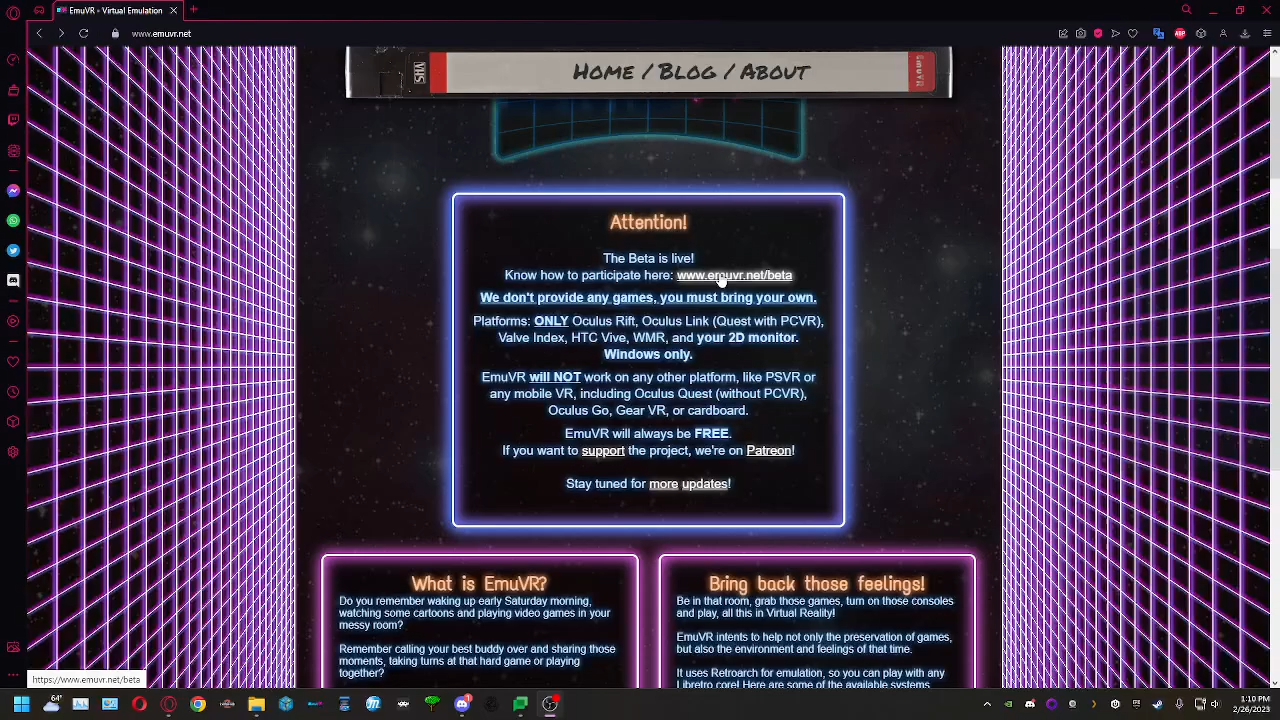 EmuVR - Virtual Emulation
www.emuvr.net
VHS
HOME / BLOG / ABOUT
EmuVR
Attention!
The Beta is live!
Know how to participate here: www.emuvr.net/beta
We don't provide any games, you must bring your own.
Platforms: ONLY Oculus Rift, Oculus Link (Quest with PCVR),
Valve Index, HTC Vive, WMR, and your 2D monitor.
Windows only.
EmuVR will NOT work on any other platform, like PSVR or
any mobile VR, including Oculus Quest (without PCVR),
Oculus Go, Gear VR, or cardboard.
EmuVR will always be FREE.
If you want to support the project, we're on Patreon!
Stay tuned for more updates!
What is EmuVR?
Do you remember waking up early Saturday morning,
watching some cartoons and playing video games in your
messy room?
Remember calling your best buddy over and sharing those
moments, taking turns at that hard game or playing
together?
Bring back those feelings!
Be in that room, grab those games, turn on those consoles
and play, all this in Virtual Reality!
EmuVR intents to help not only the preservation of games,
but also the environment and feelings of that time.
It uses Retroarch for emulation, so you can play with any
Libretro core! Here are some of the available systems
https://www.emuvr.net/beta
64°
1:10 PM
2/26/2023